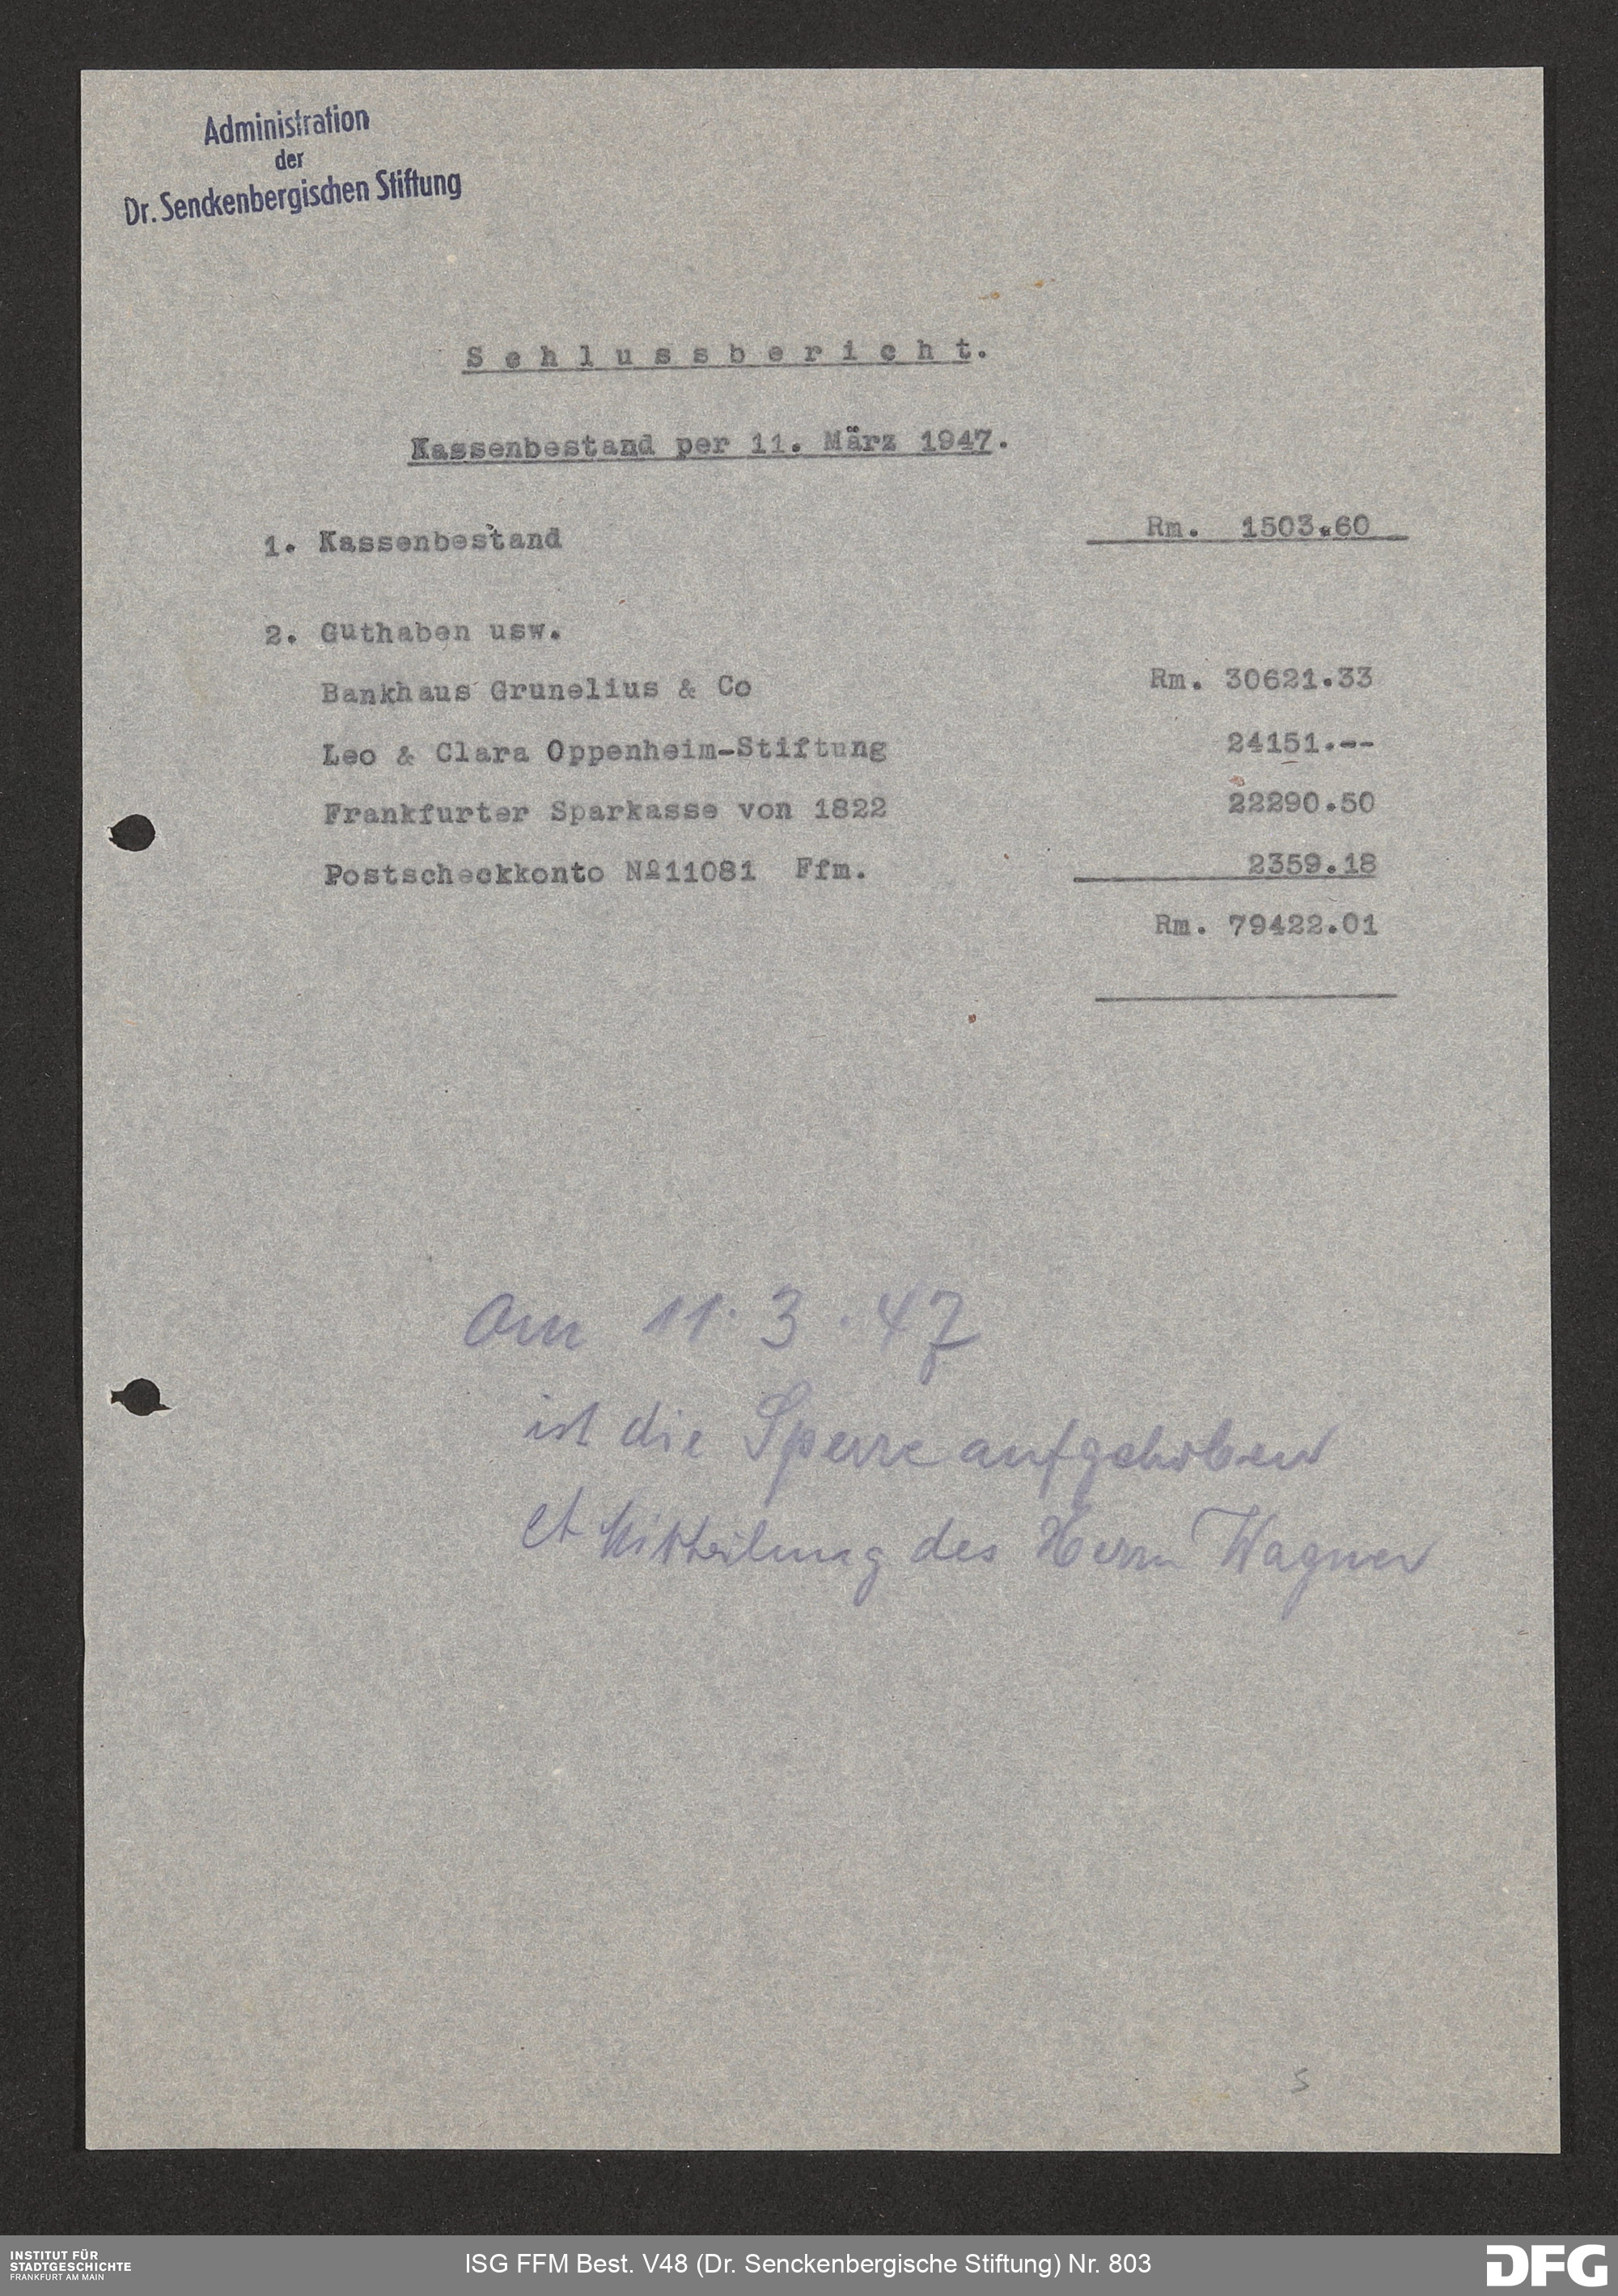 Administration
der
Dr. Senckenbergischen Stiftung
Schlussbericht.
Kassenbestand per 11. März 1947.
1. Kassenbestand Rm. 1503.60
2. Guthaben usw.
Bankhaus Grunelius & Co Rm. 30621.33
Leo & Clara Oppenheim-Stiftung 24151.--
Frankfurter Sparkasse von 1822 22290.50
Postscheckkonto Nº11081 Ffm. 2359.18
Rm. 79422.01
Am 11.3.47
ist die Sperre aufgehoben
lt Mitteilung des Herrn Wagner
5
INSTITUT FÜR
STADTGESCHICHTE
FRANKFURT AM MAIN
ISG FFM Best. V48 (Dr. Senckenbergische Stiftung) Nr. 803
DFG